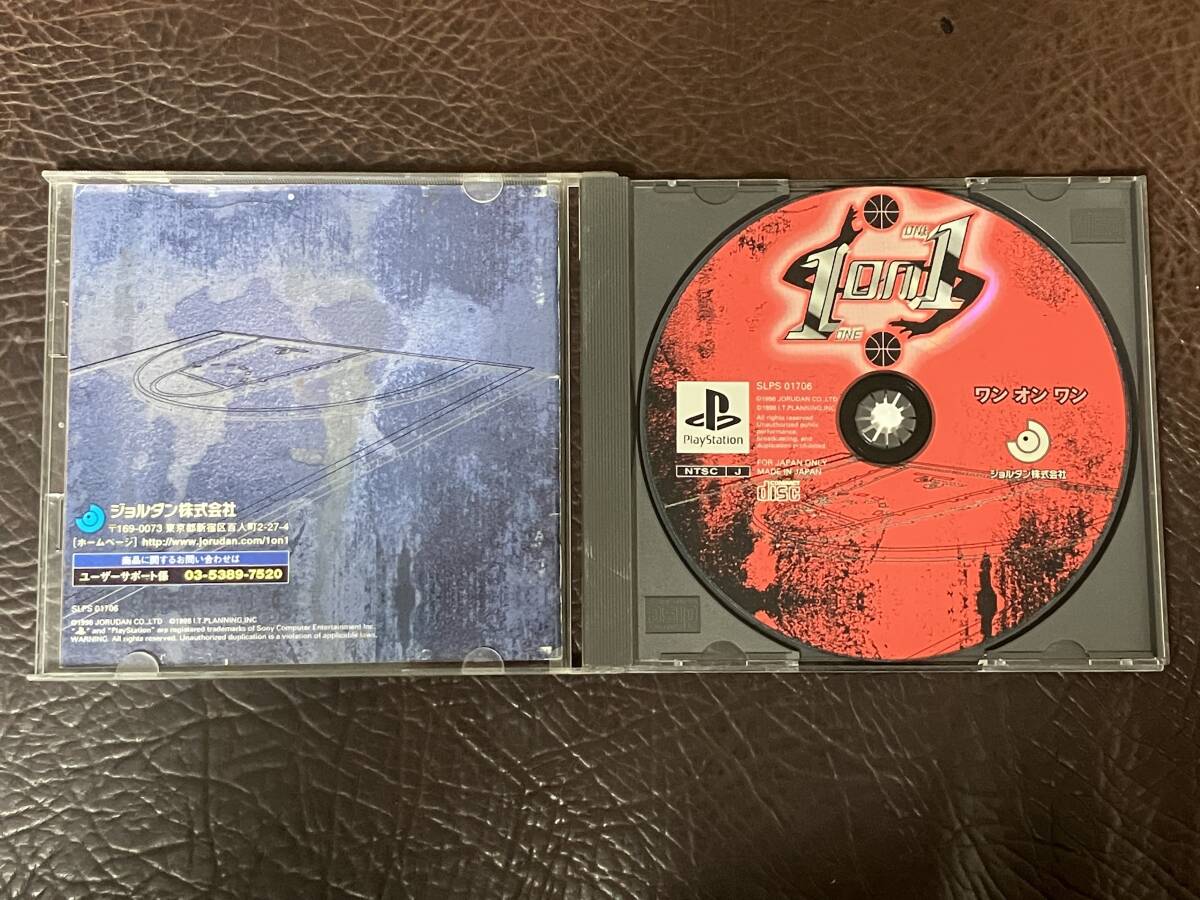 ジョルダン株式会社
〒169-0073 東京都新宿区百人町2-27-4
[ホームページ] http://www.jorudan.com/1on1
商品に関するお問い合わせは
ユーザーサポート係 03-5389-7520
SLPS 01706
©1998 JORUDAN CO.,LTD ©1998 I.T.PLANNING,INC
" " and "PlayStation" are registered trademarks of Sony Computer Entertainment Inc.
WARNING. All rights reserved. Unauthorized duplication is a violation of applicable laws.
ONE
1on1
ONE
SLPS 01706
©1998 JORUDAN CO.,LTD
©1998 I.T.PLANNING,INC
All rights reserved
Unauthorized public
performance,
broadcasting, and
duplication prohibited.
FOR JAPAN ONLY
MADE IN JAPAN
PlayStation
NTSC J
COMPACT
disc
ワン オン ワン
ジョルダン株式会社